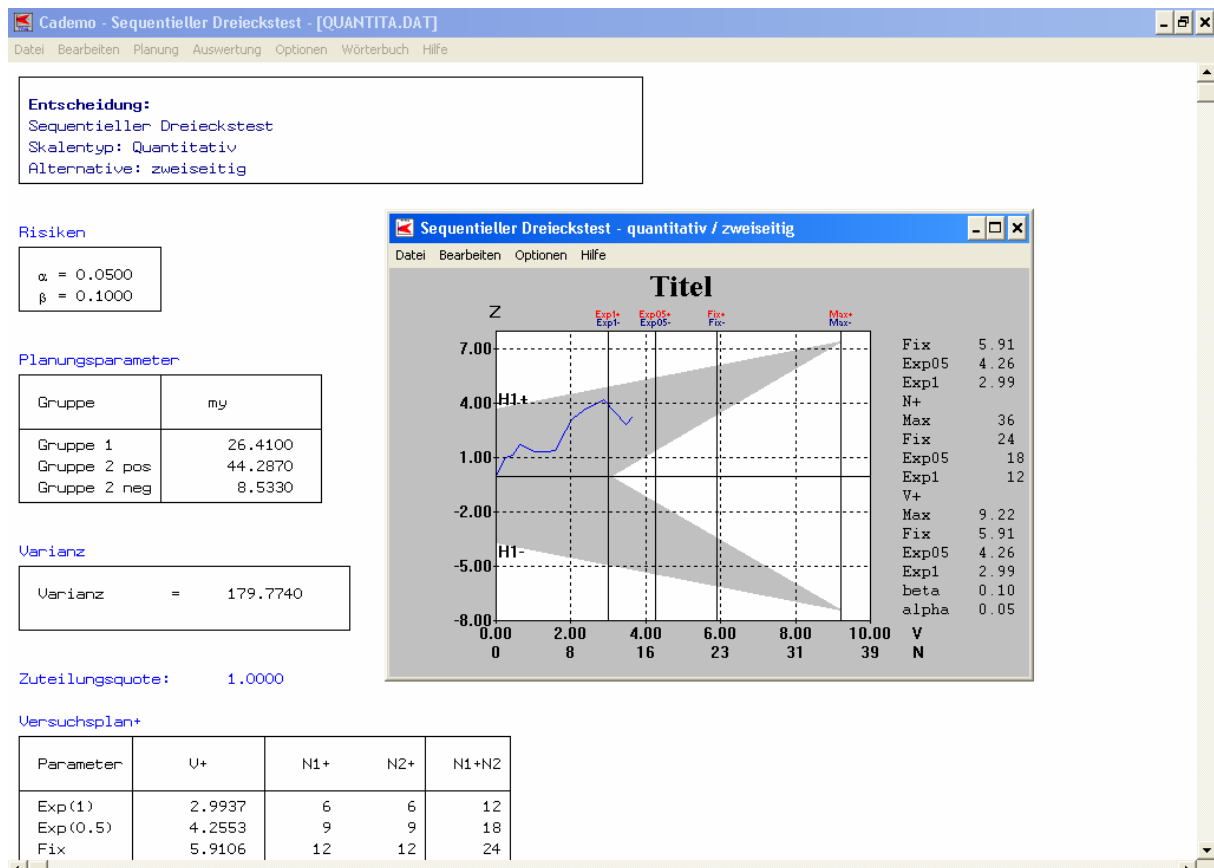 Cademo - Sequentieller Dreieckstest - [QUANTITA.DAT]
Datei Bearbeiten Planung Auswertung Optionen Wörterbuch Hilfe
Entscheidung:
Sequentieller Dreieckstest
Skalentyp: Quantitativ
Alternative: zweiseitig
Risiken
α = 0.0500
β = 0.1000
Planungsparameter
Gruppe my
Gruppe 1 26.4100
Gruppe 2 pos 44.2870
Gruppe 2 neg 8.5330
Varianz
Varianz = 179.7740
Zuteilungsquote: 1.0000
Versuchsplan+
Parameter V+ N1+ N2+ N1+N2
Exp(1) 2.9937 6 6 12
Exp(0.5) 4.2553 9 9 18
Fix 5.9106 12 12 24
Sequentieller Dreieckstest - quantitativ / zweiseitig
Datei Bearbeiten Optionen Hilfe
Titel
Z
Exp1+ Exp05+ Fix+ Max+
Exp1- Exp05- Fix- Max-
7.00
4.00
1.00
-2.00
-5.00
-8.00
H1+
H1-
0.00 2.00 4.00 6.00 8.00 10.00 V
0 8 16 23 31 39 N
Fix 5.91
Exp05 4.26
Exp1 2.99
N+
Max 36
Fix 24
Exp05 18
Exp1 12
V+
Max 9.22
Fix 5.91
Exp05 4.26
Exp1 2.99
beta 0.10
alpha 0.05